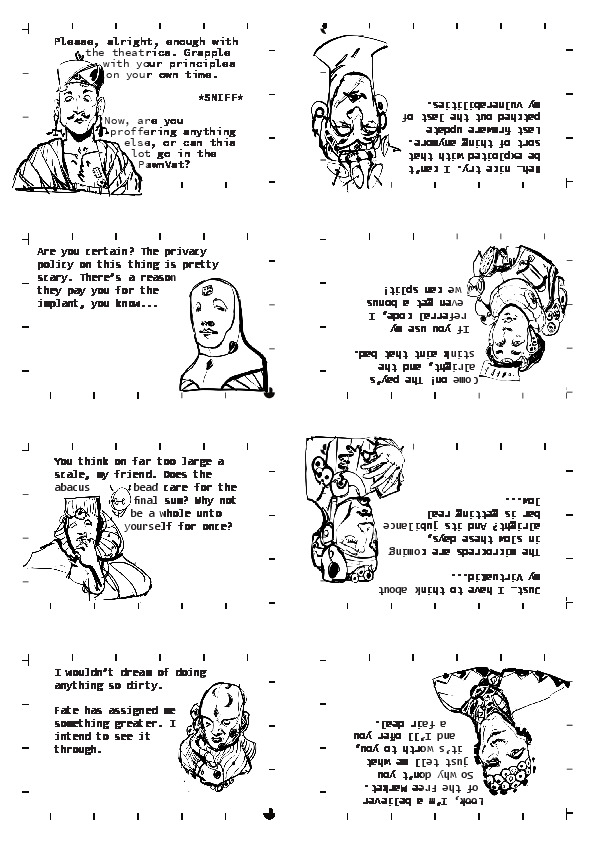 Please, alright, enough with
the theatrics. Grapple
with your principles
on your own time.
*SNIFF*
Now, are you
proffering anything
else, or can this
lot go in the
PawnVat?
Meh… nice try. I can't
be exploited with that
sort of thing anymore.
Last firmware update
patched out the last of
my vulnerabilities.
Are you certain? The privacy
policy on this thing is pretty
scary. There's a reason
they pay you for the
implant, you know...
Come on! The pay's
alright, and the
stink aint that bad.
If you use my
referral code, I
even get a bonus
we can split!
You think on far too large a
scale, my friend. Does the
abacus bead care for the
final sum? Why not
be a whole unto
yourself for once?
Just… I have to think about
my Virtuakid...
The microcreds are coming
in slow these days,
alright? And its jubilance
bar is getting real
low...
I wouldn't dream of doing
anything so dirty.
Fate has assigned me
something greater. I
intend to see it
through.
Look, I'm a believer
of the Free Market.
So why don't you
just tell me what
it's worth to you,
and I'll offer you
a fair deal.